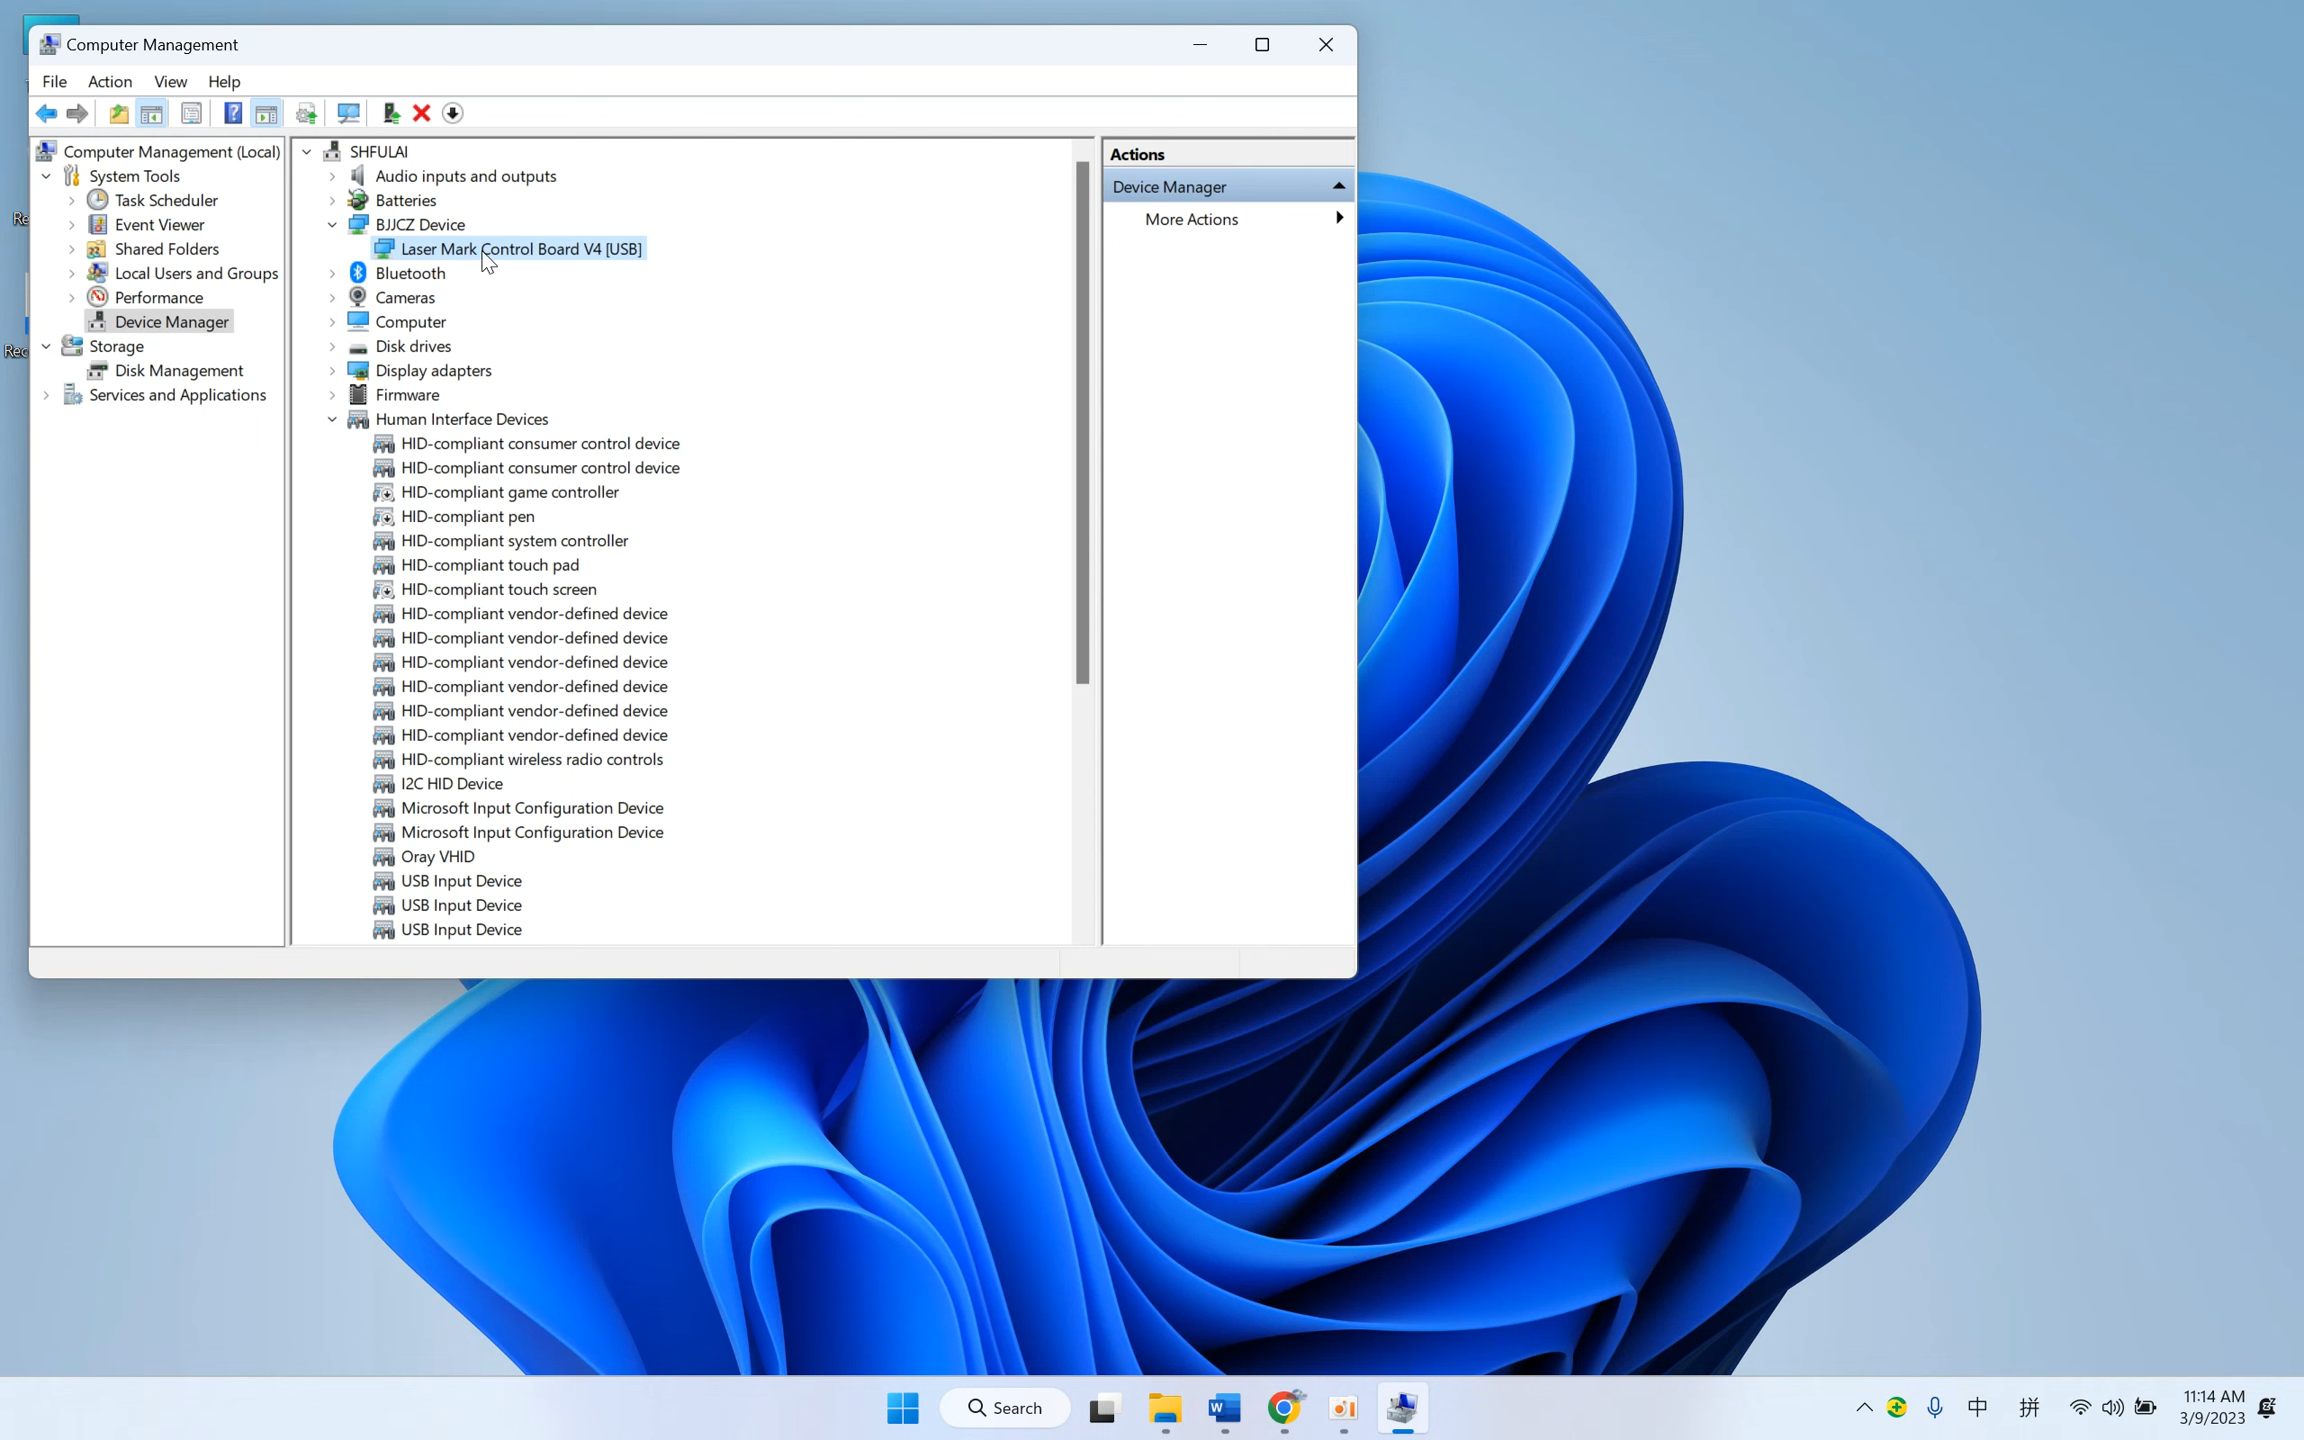 Computer Management
File Action View Help
Computer Management (Local)
System Tools
Task Scheduler
Event Viewer
Shared Folders
Local Users and Groups
Performance
Device Manager
Storage
Disk Management
Services and Applications
SHFULAI
Audio inputs and outputs
Batteries
BJJCZ Device
Laser Mark Control Board V4 [USB]
Bluetooth
Cameras
Computer
Disk drives
Display adapters
Firmware
Human Interface Devices
HID-compliant consumer control device
HID-compliant consumer control device
HID-compliant game controller
HID-compliant pen
HID-compliant system controller
HID-compliant touch pad
HID-compliant touch screen
HID-compliant vendor-defined device
HID-compliant vendor-defined device
HID-compliant vendor-defined device
HID-compliant vendor-defined device
HID-compliant vendor-defined device
HID-compliant vendor-defined device
HID-compliant wireless radio controls
I2C HID Device
Microsoft Input Configuration Device
Microsoft Input Configuration Device
Oray VHID
USB Input Device
USB Input Device
USB Input Device
Actions
Device Manager
More Actions
Re
Rec
Search
中
拼
11:14 AM
3/9/2023